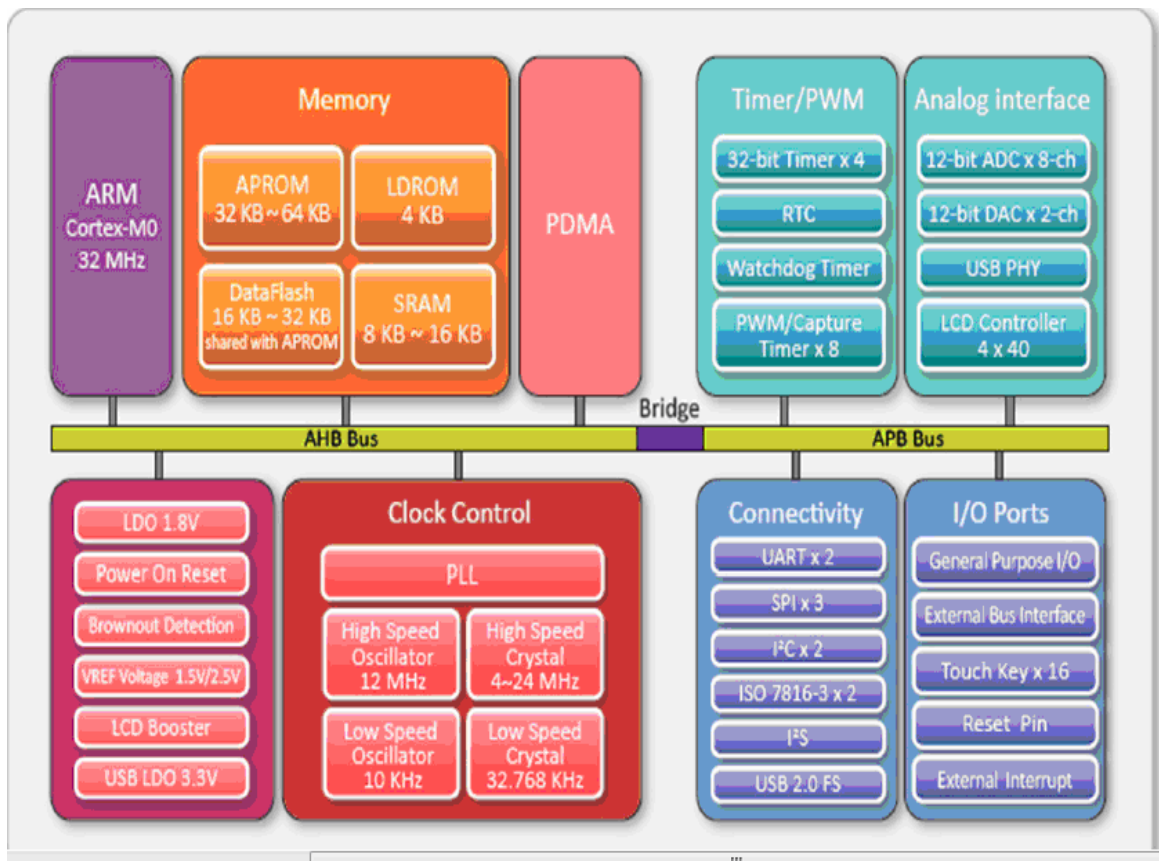 ARM
Cortex-M0
32 MHz
Memory
APROM
32 KB ~ 64 KB
LDROM
4 KB
DataFlash
16 KB ~ 32 KB
shared with APROM
SRAM
8 KB ~ 16 KB
PDMA
Timer/PWM
32-bit Timer x 4
RTC
Watchdog Timer
PWM/Capture
Timer x 8
Analog interface
12-bit ADC x 8-ch
12-bit DAC x 2-ch
USB PHY
LCD Controller
4 x 40
Bridge
AHB Bus
APB Bus
LDO 1.8V
Power On Reset
Brownout Detection
VREF Voltage 1.5V/2.5V
LCD Booster
USB LDO 3.3V
Clock Control
PLL
High Speed
Oscillator
12 MHz
High Speed
Crystal
4~24 MHz
Low Speed
Oscillator
10 KHz
Low Speed
Crystal
32.768 KHz
Connectivity
UART x 2
SPI x 3
I²C x 2
ISO 7816-3 x 2
I²S
USB 2.0 FS
I/O Ports
General Purpose I/O
External Bus Interface
Touch Key x 16
Reset Pin
External Interrupt